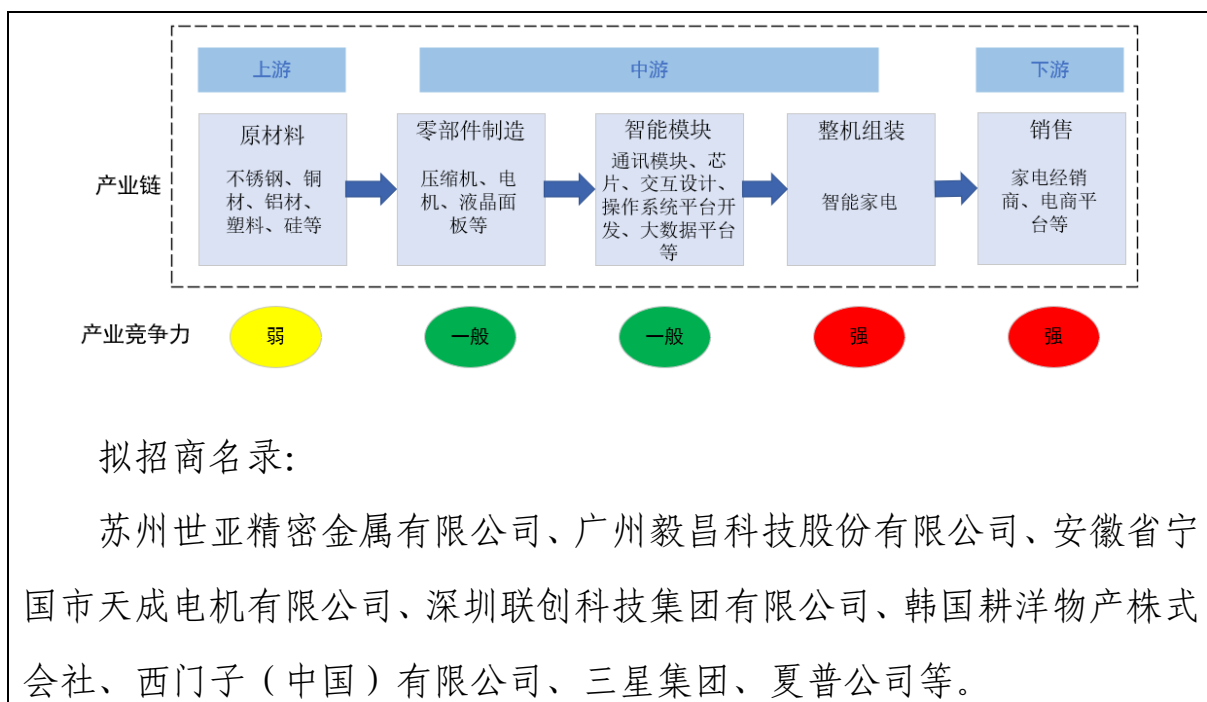 上游
中游
下游
产业链
原材料
不锈钢、铜
材、铝材、
塑料、硅等
零部件制造
压缩机、电
机、液晶面
板等
智能模块
通讯模块、芯
片、交互设计、
操作系统平台开
发、大数据平台
等
整机组装
智能家电
销售
家电经销
商、电商平
台等
产业竞争力
弱
一般
一般
强
强
拟招商名录:
苏州世亚精密金属有限公司、广州毅昌科技股份有限公司、安徽省宁
国市天成电机有限公司、深圳联创科技集团有限公司、韩国耕洋物产株式
会社、西门子（中国）有限公司、三星集团、夏普公司等。